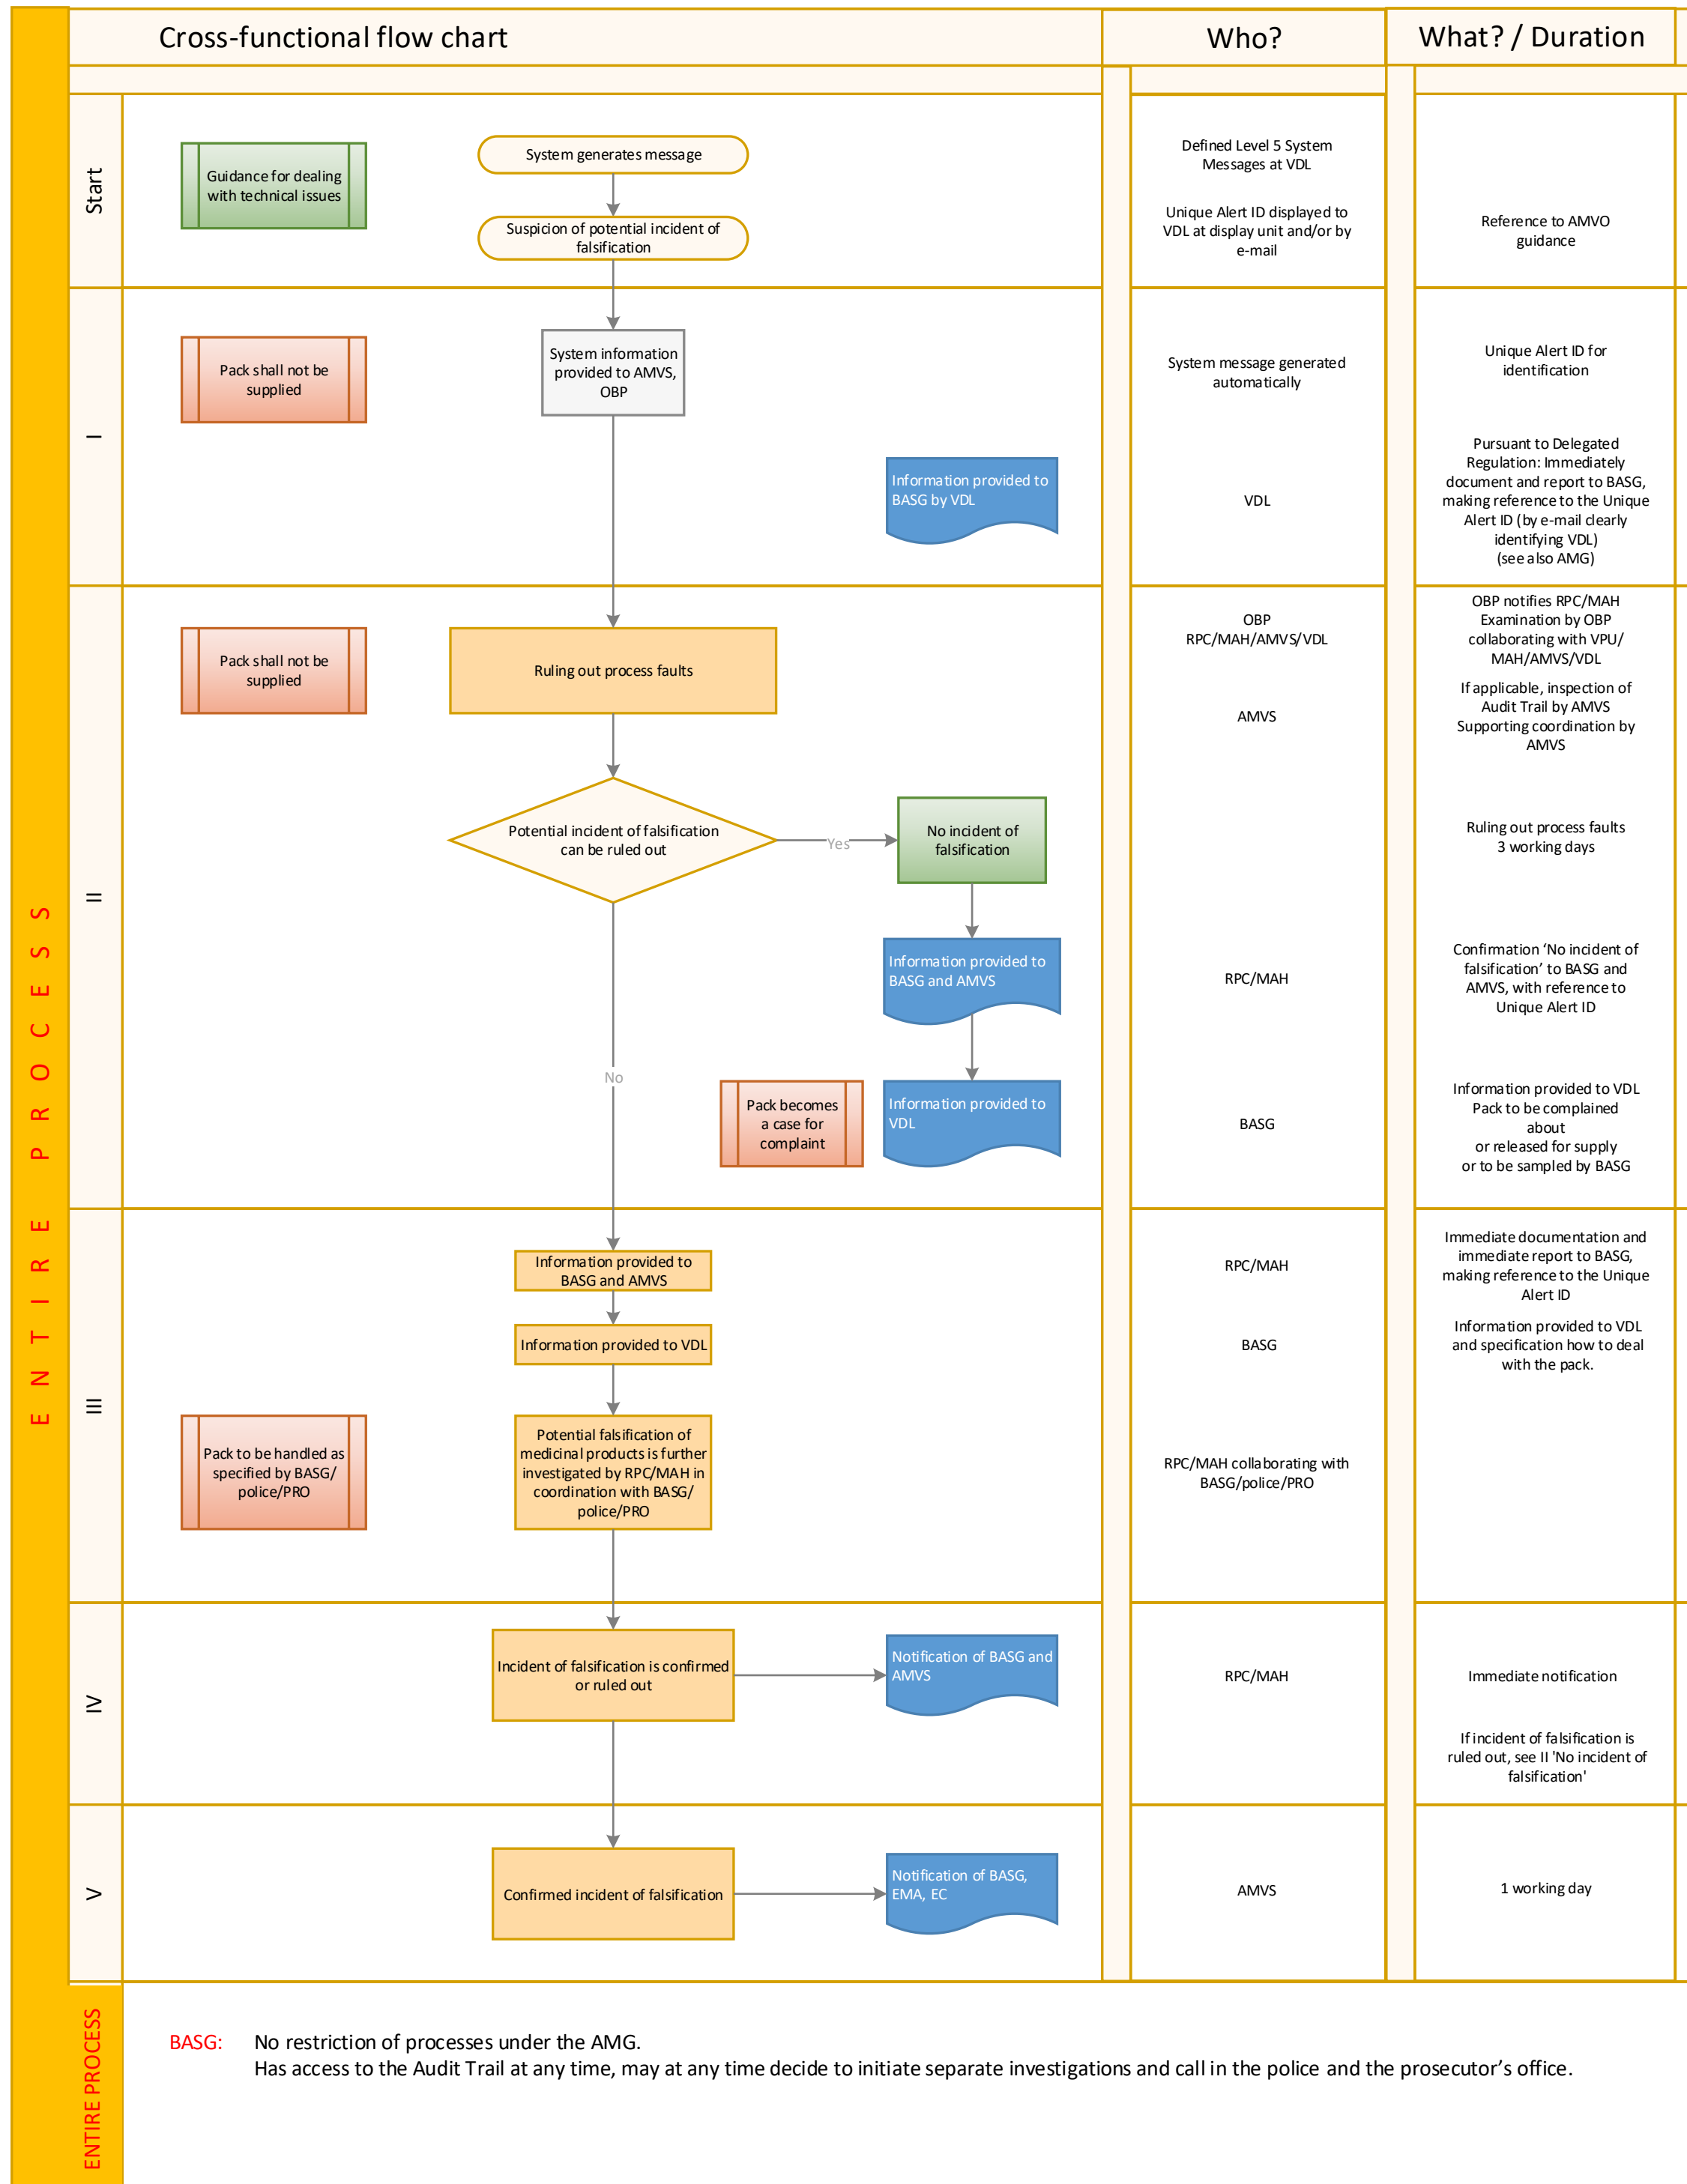 Cross-functional flow chart
Who?
What? / Duration
ENTIRE PROCESS
Start
Guidance for dealing
with technical issues
System generates message
Suspicion of potential incident of
falsification
Defined Level 5 System
Messages at VDL
Unique Alert ID displayed to
VDL at display unit and/or by
e-mail
Reference to AMVO
guidance
I
Pack shall not be
supplied
System information
provided to AMVS,
OBP
System message generated
automatically
Unique Alert ID for
identification
Information provided to
BASG by VDL
VDL
Pursuant to Delegated
Regulation: Immediately
document and report to BASG,
making reference to the Unique
Alert ID (by e-mail clearly
identifying VDL)
(see also AMG)
II
Pack shall not be
supplied
Ruling out process faults
OBP
RPC/MAH/AMVS/VDL
OBP notifies RPC/MAH
Examination by OBP
collaborating with VPU/
MAH/AMVS/VDL
AMVS
If applicable, inspection of
Audit Trail by AMVS
Supporting coordination by
AMVS
Potential incident of falsification
can be ruled out
Yes
No incident of
falsification
Ruling out process faults
3 working days
Information provided to
BASG and AMVS
RPC/MAH
Confirmation ‘No incident of
falsification’ to BASG and
AMVS, with reference to
Unique Alert ID
No
Pack becomes
a case for
complaint
Information provided to
VDL
BASG
Information provided to VDL
Pack to be complained
about
or released for supply
or to be sampled by BASG
III
Information provided to
BASG and AMVS
RPC/MAH
Immediate documentation and
immediate report to BASG,
making reference to the Unique
Alert ID
Information provided to VDL
BASG
Information provided to VDL
and specification how to deal
with the pack.
Pack to be handled as
specified by BASG/
police/PRO
Potential falsification of
medicinal products is further
investigated by RPC/MAH in
coordination with BASG/
police/PRO
RPC/MAH collaborating with
BASG/police/PRO
IV
Incident of falsification is confirmed
or ruled out
Notification of BASG and
AMVS
RPC/MAH
Immediate notification
If incident of falsification is
ruled out, see II 'No incident of
falsification'
V
Confirmed incident of falsification
Notification of BASG,
EMA, EC
AMVS
1 working day
ENTIRE PROCESS
BASG: No restriction of processes under the AMG.
Has access to the Audit Trail at any time, may at any time decide to initiate separate investigations and call in the police and the prosecutor’s office.